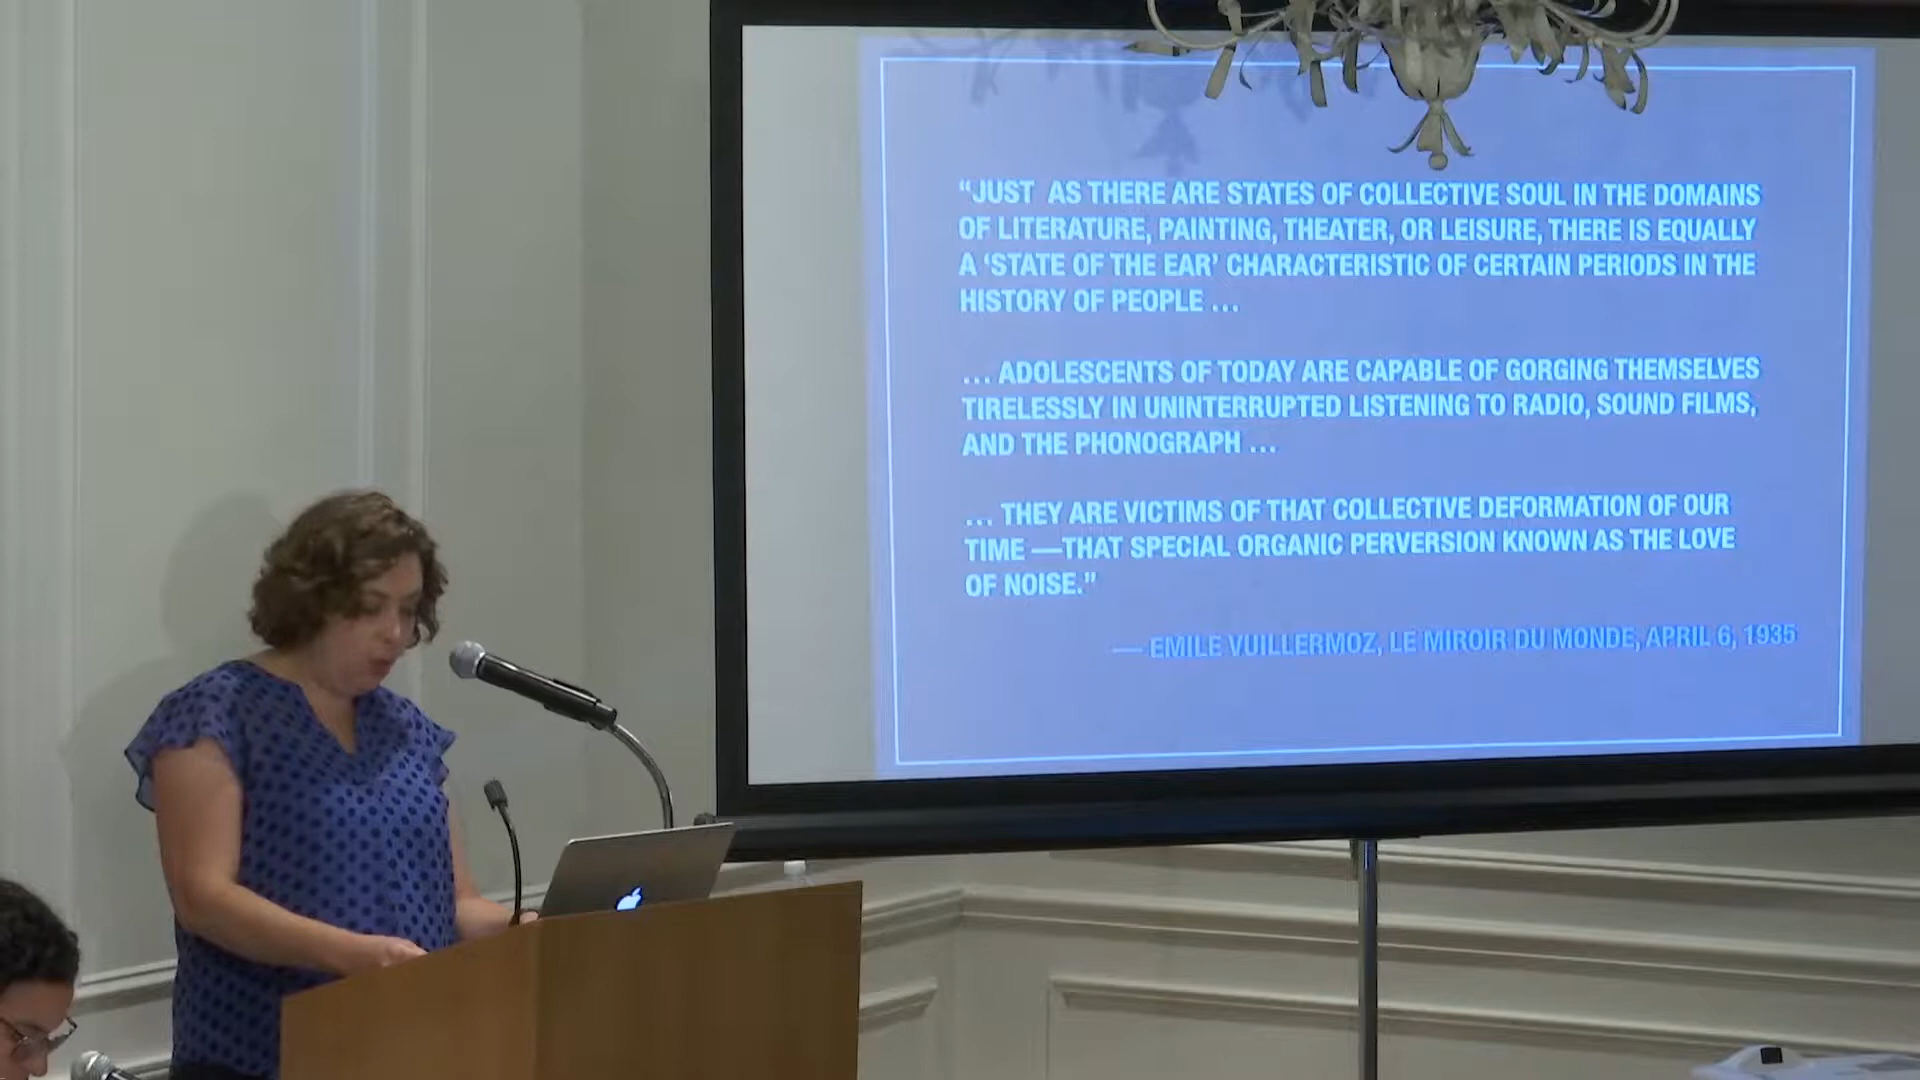 “JUST AS THERE ARE STATES OF COLLECTIVE SOUL IN THE DOMAINS
OF LITERATURE, PAINTING, THEATER, OR LEISURE, THERE IS EQUALLY
A ‘STATE OF THE EAR’ CHARACTERISTIC OF CERTAIN PERIODS IN THE
HISTORY OF PEOPLE ...
... ADOLESCENTS OF TODAY ARE CAPABLE OF GORGING THEMSELVES
TIRELESSLY IN UNINTERRUPTED LISTENING TO RADIO, SOUND FILMS,
AND THE PHONOGRAPH ...
... THEY ARE VICTIMS OF THAT COLLECTIVE DEFORMATION OF OUR
TIME —THAT SPECIAL ORGANIC PERVERSION KNOWN AS THE LOVE
OF NOISE.”
— EMILE VUILLERMOZ, LE MIROIR DU MONDE, APRIL 6, 1935